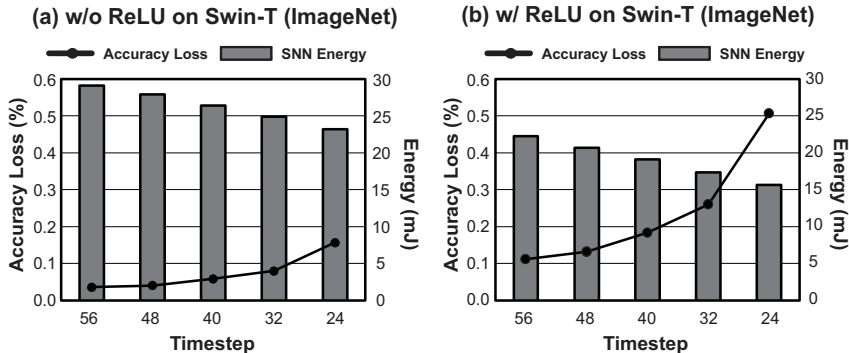 (a) w/o ReLU on Swin-T (ImageNet)
Accuracy Loss
SNN Energy
0.6
0.5
0.4
0.3
0.2
0.1
0.0
Accuracy Loss (%)
30
25
20
15
10
5
0
Energy (mJ)
56 48 40 32 24
Timestep
(b) w/ ReLU on Swin-T (ImageNet)
Accuracy Loss
SNN Energy
0.6
0.5
0.4
0.3
0.2
0.1
0.0
Accuracy Loss (%)
30
25
20
15
10
5
0
Energy (mJ)
56 48 40 32 24
Timestep